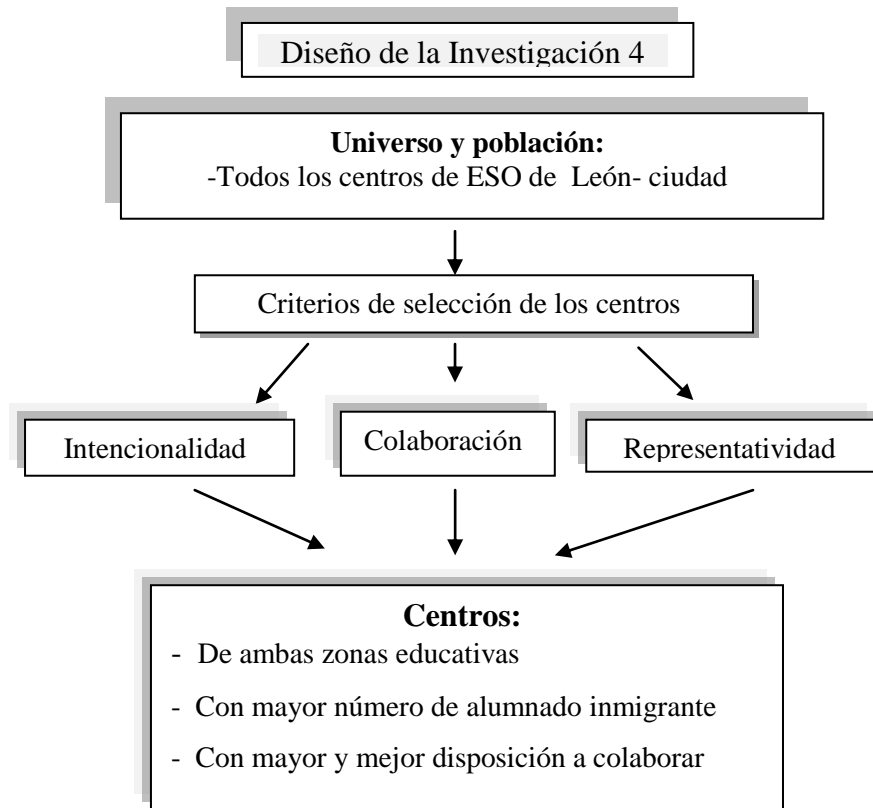 Diseño de la Investigación 4
Universo y población:
-Todos los centros de ESO de León- ciudad
Criterios de selección de los centros
Intencionalidad
Colaboración
Representatividad
Centros:
- De ambas zonas educativas
- Con mayor número de alumnado inmigrante
- Con mayor y mejor disposición a colaborar